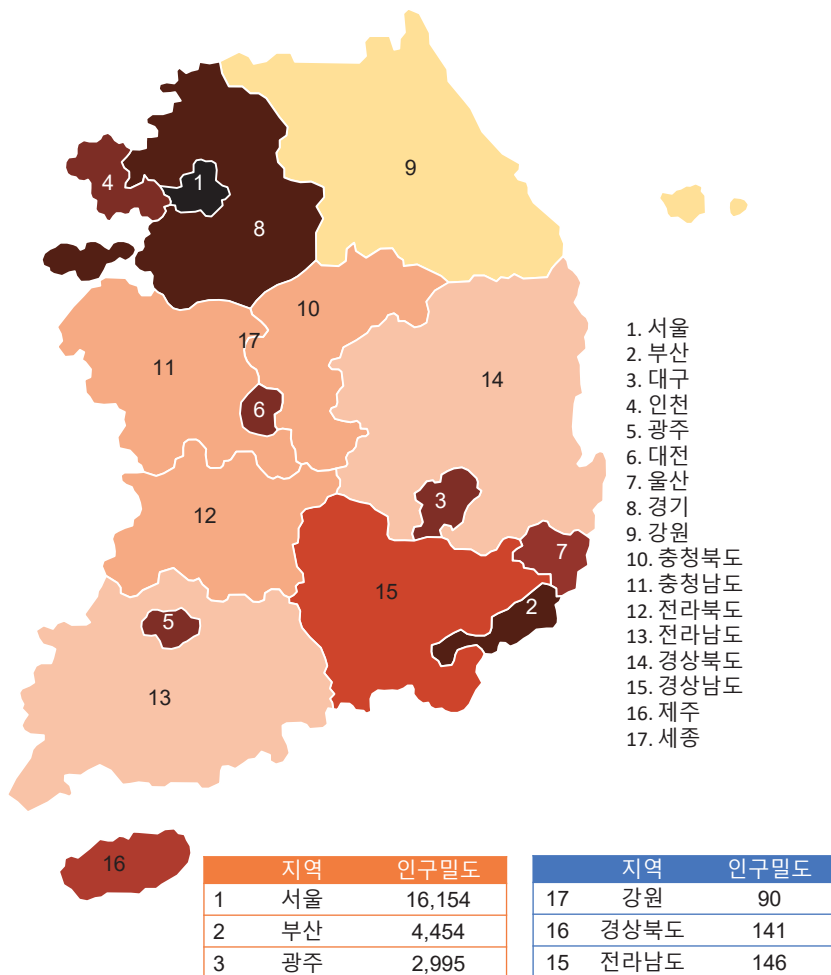 9
4
1
8
10
17
11
14
6
3
12
7
15
2
5
13
16
1. 서울
2. 부산
3. 대구
4. 인천
5. 광주
6. 대전
7. 울산
8. 경기
9. 강원
10. 충청북도
11. 충청남도
12. 전라북도
13. 전라남도
14. 경상북도
15. 경상남도
16. 제주
17. 세종
지역 인구밀도
1 서울 16,154
2 부산 4,454
3 광주 2,995
지역 인구밀도
17 강원 90
16 경상북도 141
15 전라남도 146